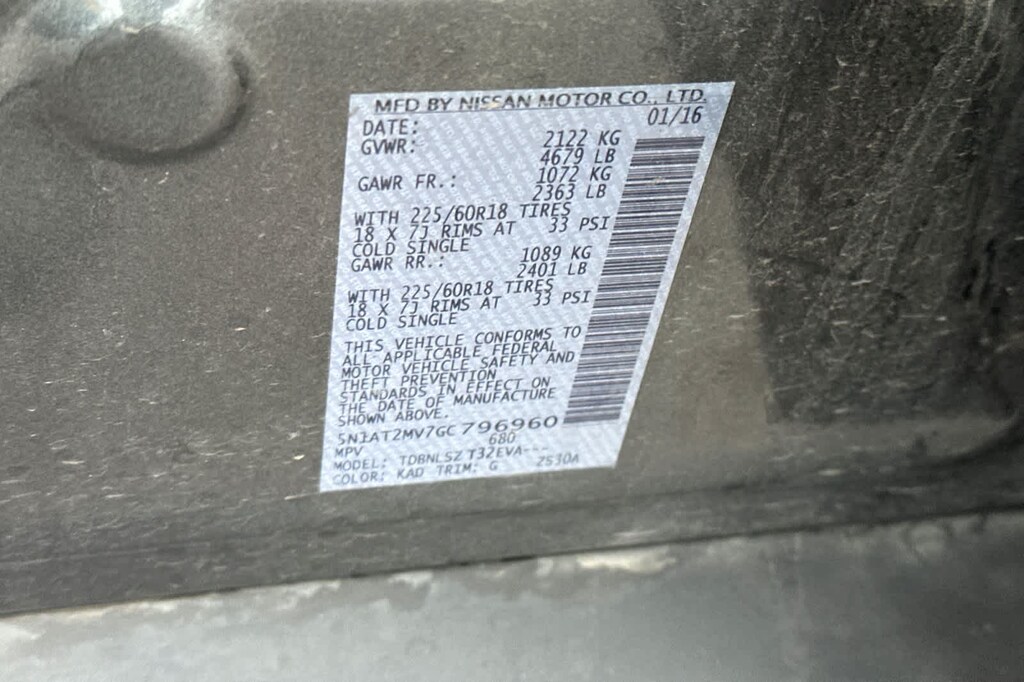 MFD BY NISSAN MOTOR CO., LTD.
DATE: 01/16
GVWR: 2122 KG
4679 LB
GAWR FR.: 1072 KG
2363 LB
WITH 225/60R18 TIRES
18 X 7J RIMS AT 33 PSI
COLD SINGLE
GAWR RR.: 1089 KG
2401 LB
WITH 225/60R18 TIRES
18 X 7J RIMS AT 33 PSI
COLD SINGLE
THIS VEHICLE CONFORMS TO
ALL APPLICABLE FEDERAL
MOTOR VEHICLE SAFETY AND
THEFT PREVENTION
STANDARDS IN EFFECT ON
THE DATE OF MANUFACTURE
SHOWN ABOVE.
5N1AT2MV7GC796960
MPV 680
MODEL: TDBNLSZ T32EVA---
COLOR: KAD TRIM: G 2S30A